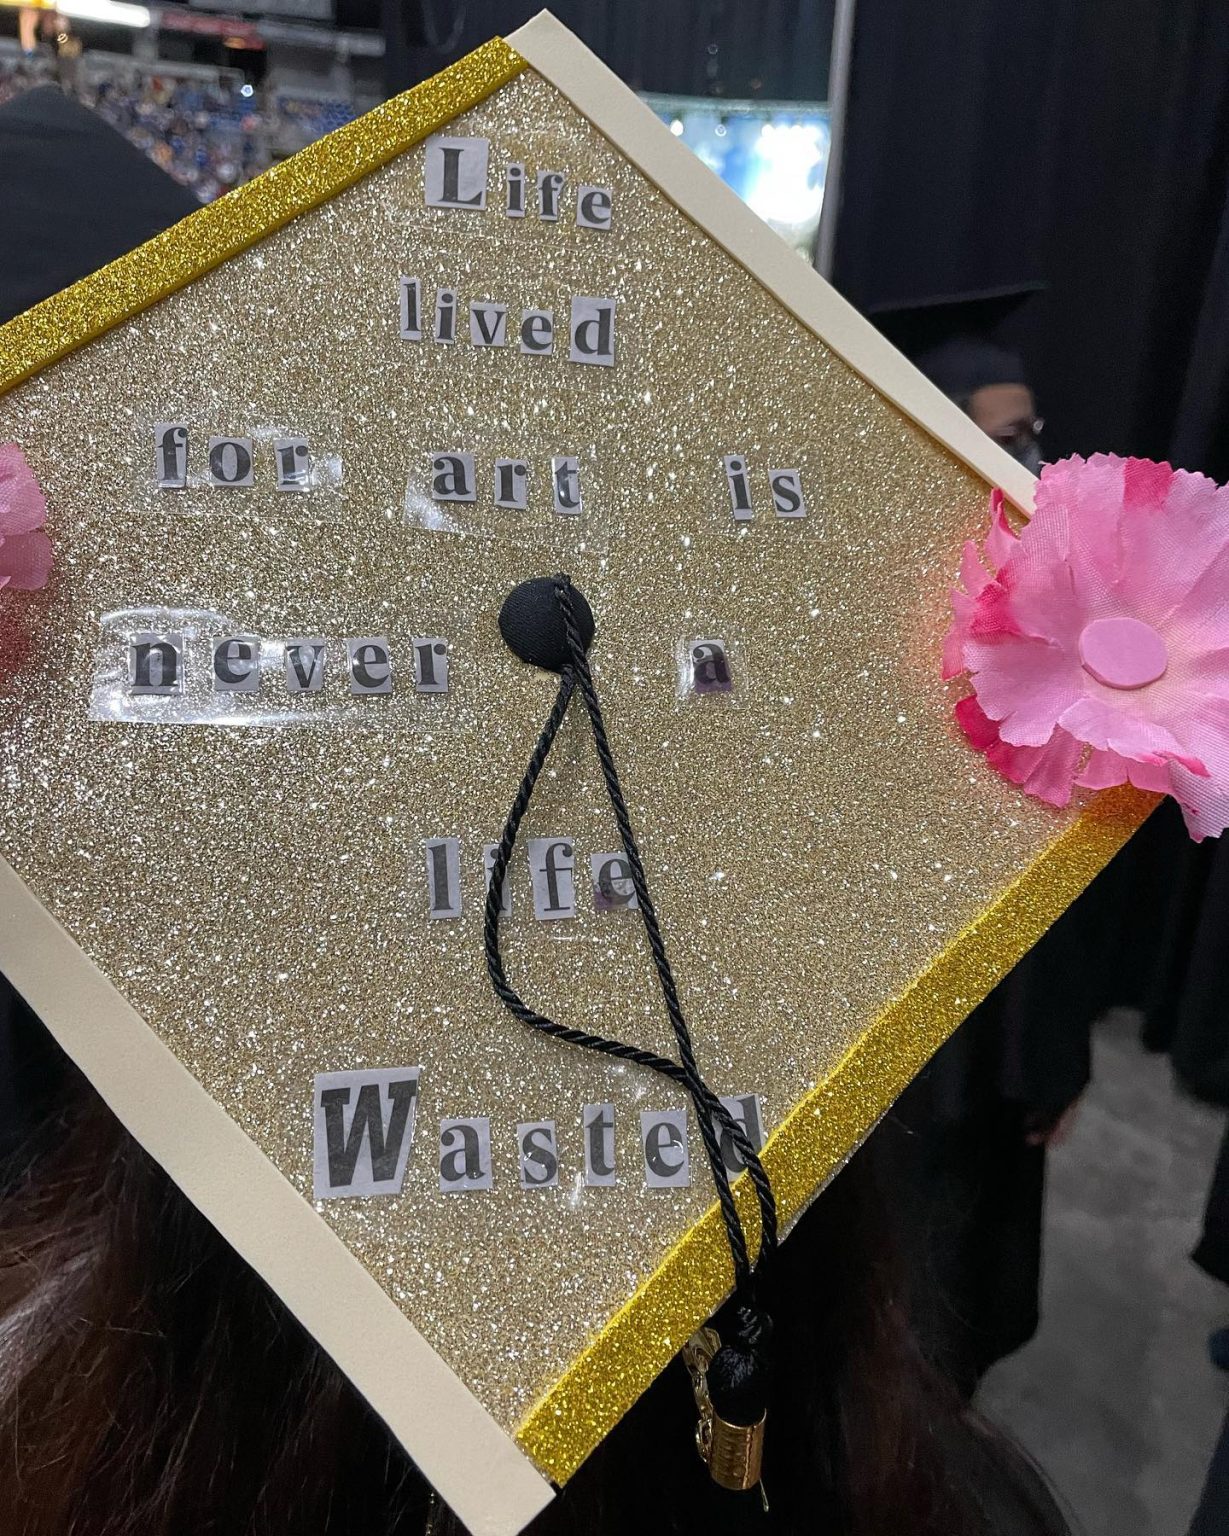 Life
lived
for art is
never a
life
Wasted